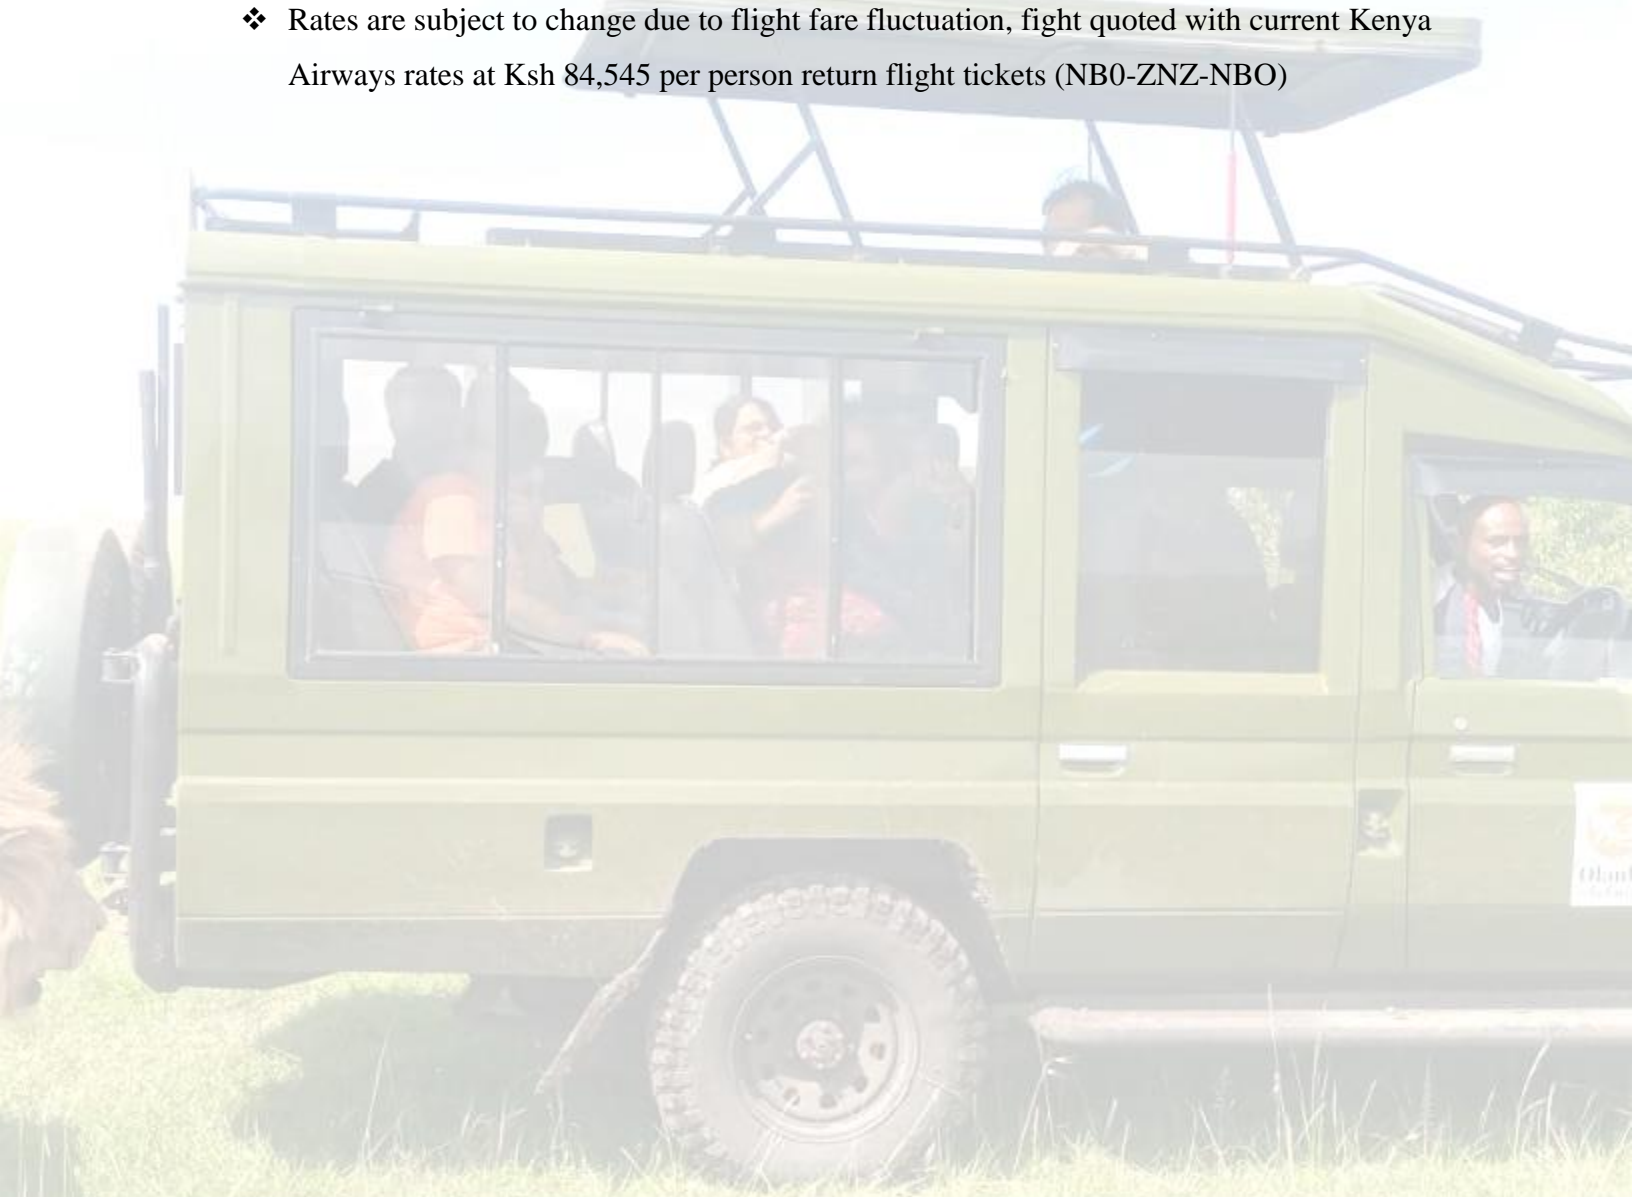 ❖ Rates are subject to change due to flight fare fluctuation, fight quoted with current Kenya
Airways rates at Ksh 84,545 per person return flight tickets (NB0-ZNZ-NBO)